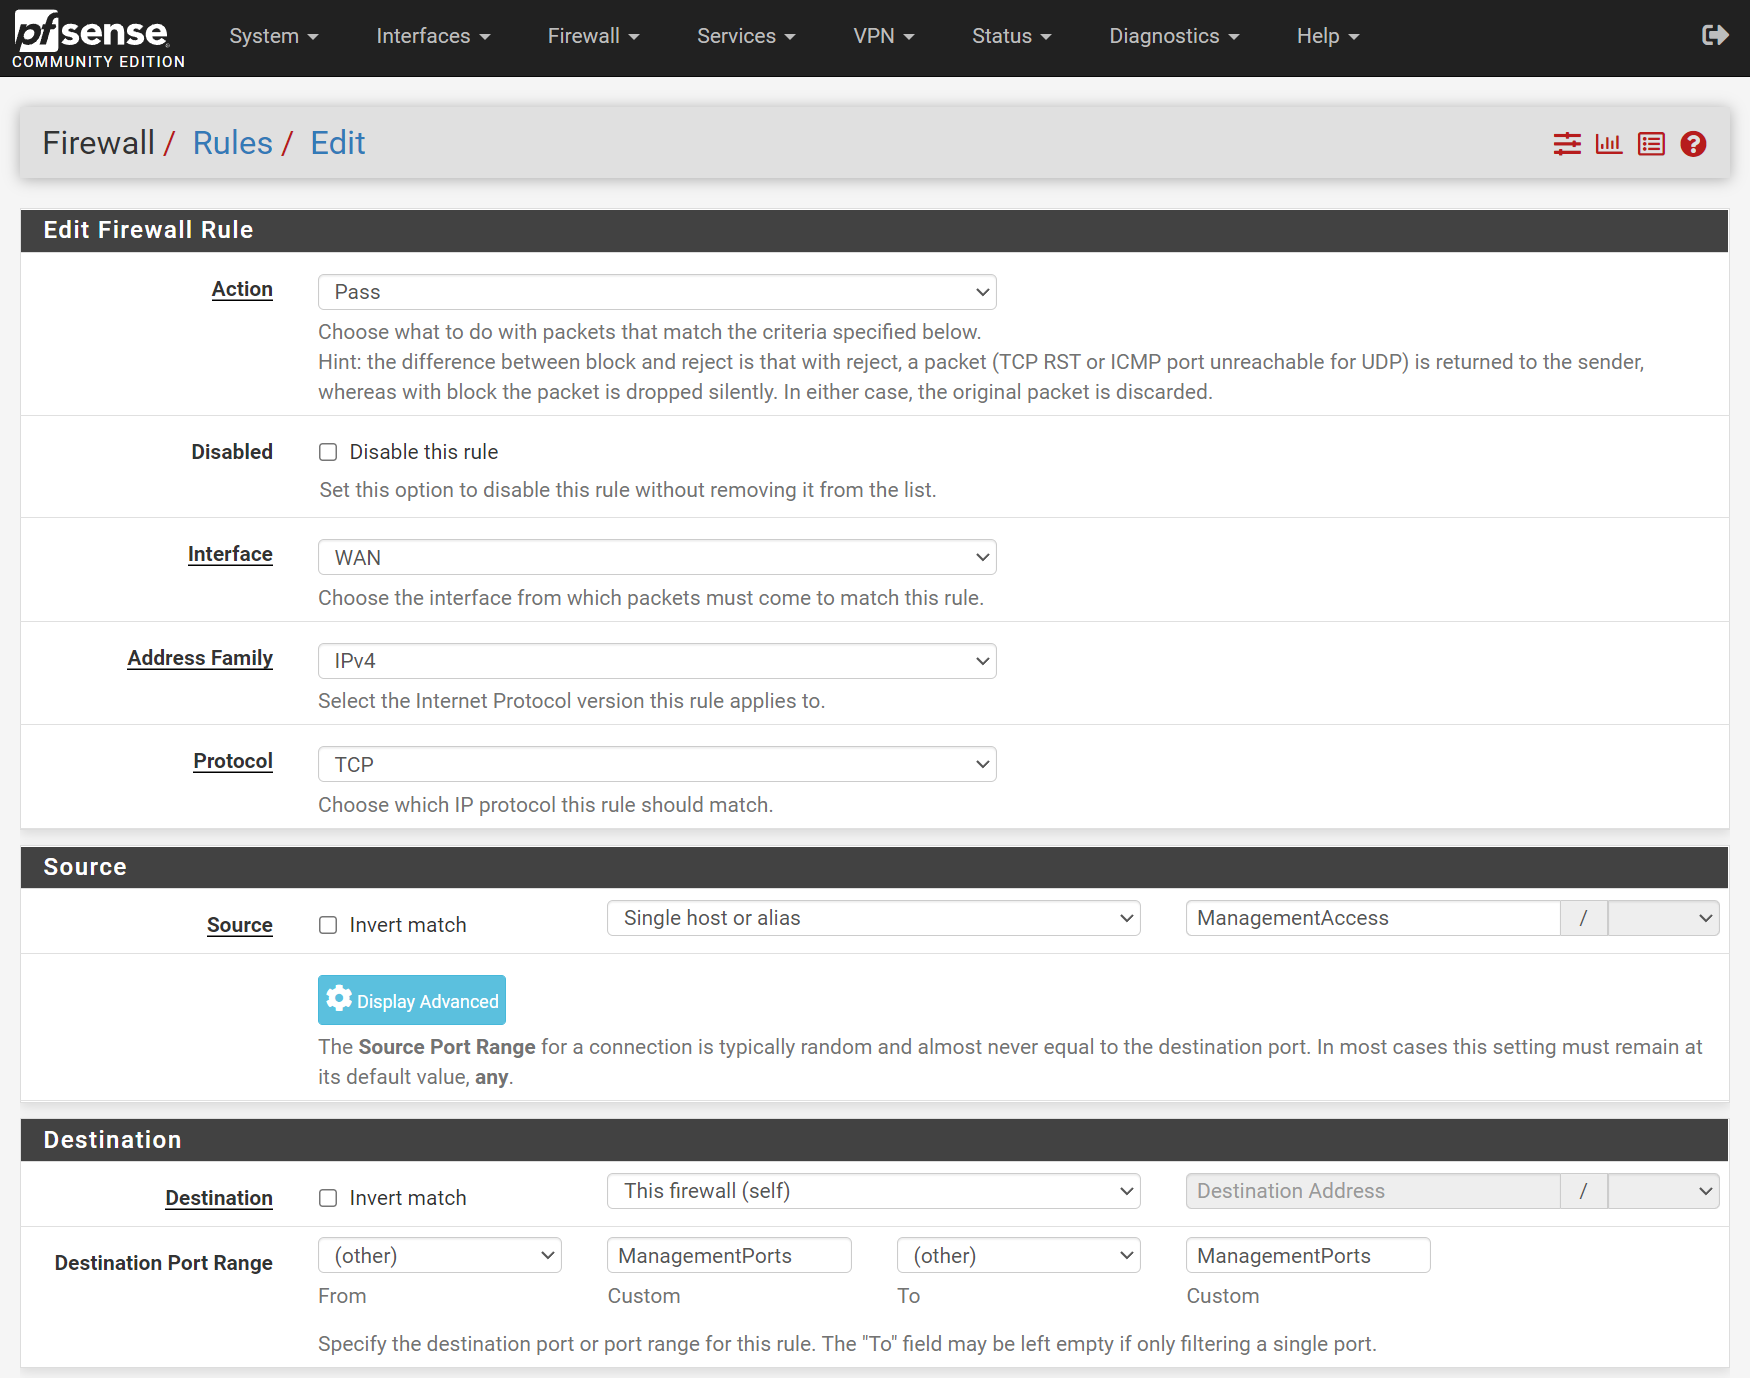 pfsense
COMMUNITY EDITION
System Interfaces Firewall Services VPN Status Diagnostics Help
Firewall / Rules / Edit
Edit Firewall Rule
Action
Pass
Choose what to do with packets that match the criteria specified below.
Hint: the difference between block and reject is that with reject, a packet (TCP RST or ICMP port unreachable for UDP) is returned to the sender,
whereas with block the packet is dropped silently. In either case, the original packet is discarded.
Disabled
Disable this rule
Set this option to disable this rule without removing it from the list.
Interface
WAN
Choose the interface from which packets must come to match this rule.
Address Family
IPv4
Select the Internet Protocol version this rule applies to.
Protocol
TCP
Choose which IP protocol this rule should match.
Source
Source Invert match Single host or alias ManagementAccess /
Display Advanced
The Source Port Range for a connection is typically random and almost never equal to the destination port. In most cases this setting must remain at
its default value, any.
Destination
Destination Invert match This firewall (self) Destination Address /
Destination Port Range (other) ManagementPorts (other) ManagementPorts
From Custom To Custom
Specify the destination port or port range for this rule. The "To" field may be left empty if only filtering a single port.